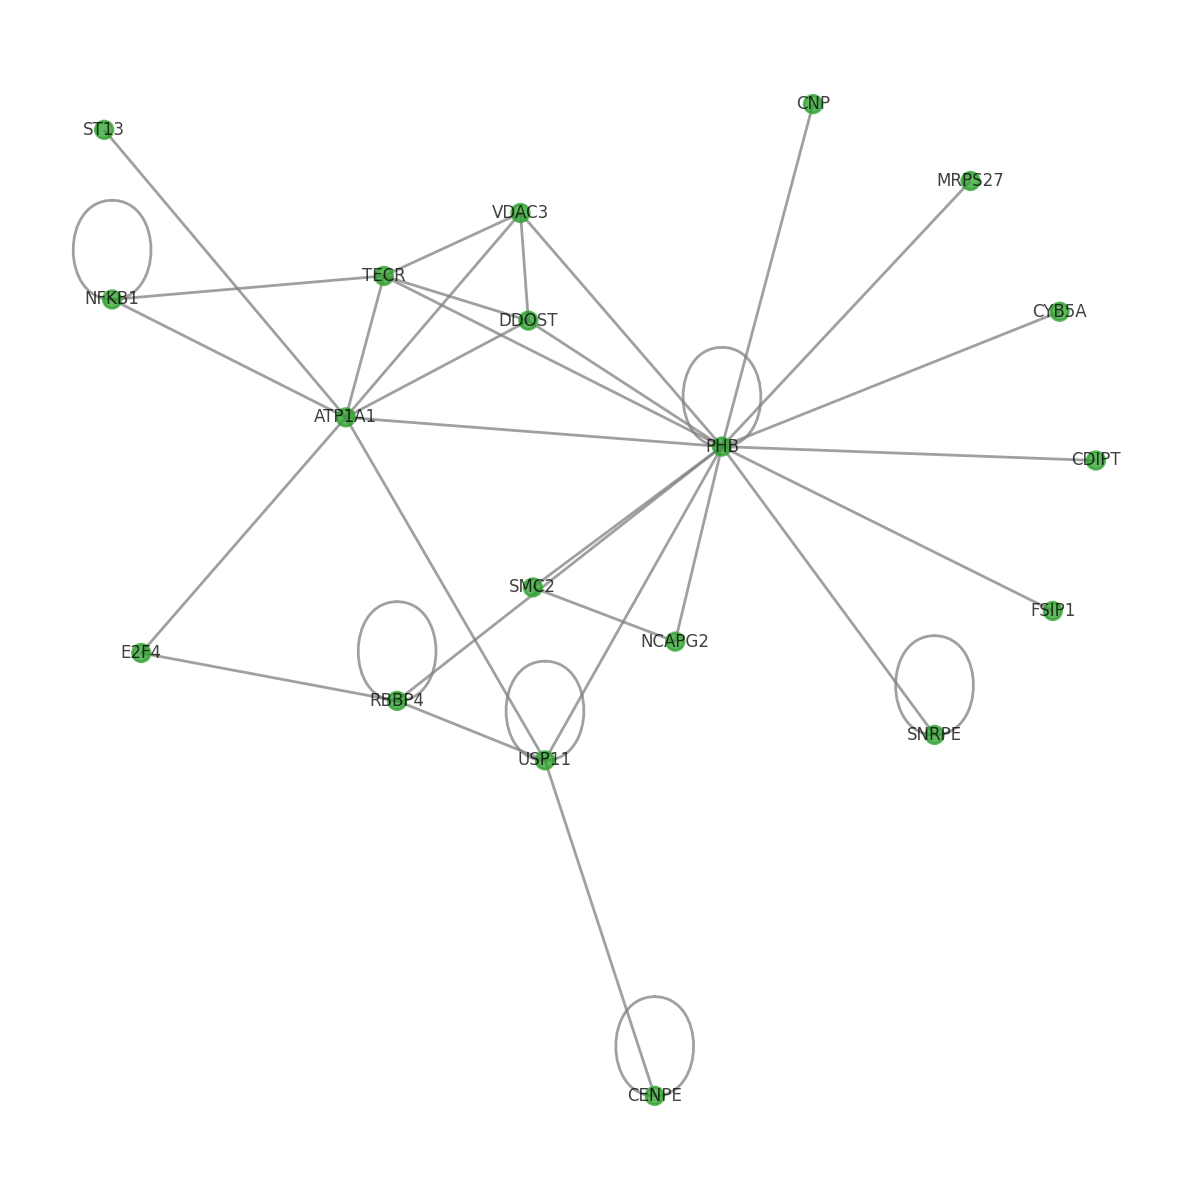 CNP
ST13
MRPS27
VDAC3
TECR
NFKB1
CYB5A
DDOST
ATP1A1
PHB
CDIPT
SMC2
FSIP1
NCAPG2
E2F4
RBBP4
SNRPE
USP11
CENPE